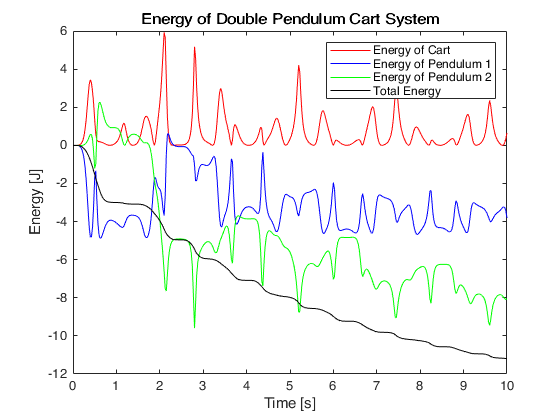 Energy of Double Pendulum Cart System
6
4
2
0
-2
-4
-6
-8
-10
-12
Energy [J]
Energy of Cart
Energy of Pendulum 1
Energy of Pendulum 2
Total Energy
0 1 2 3 4 5 6 7 8 9 10
Time [s]